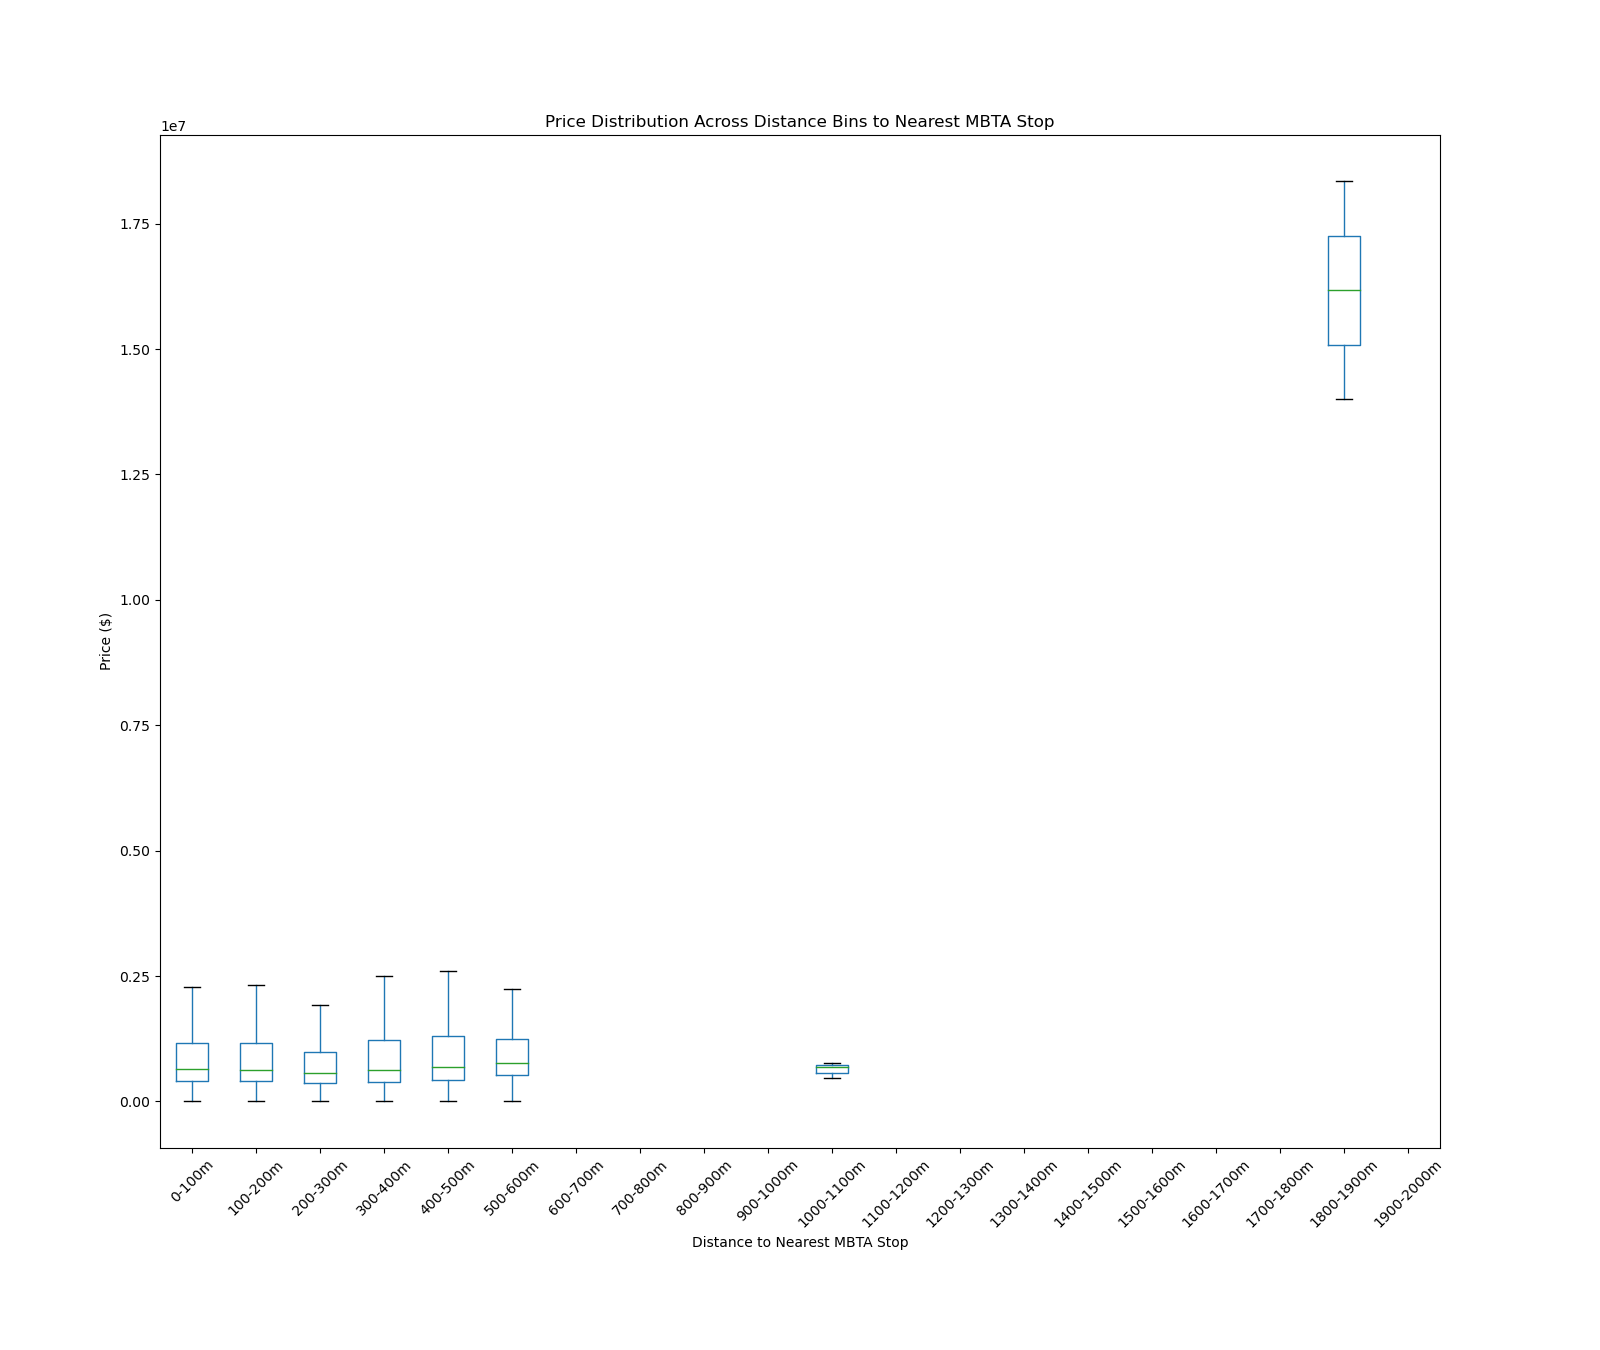 Price Distribution Across Distance Bins to Nearest MBTA Stop
1e7
1.75
1.50
1.25
1.00
0.75
0.50
0.25
0.00
Price ($)
0-100m
100-200m
200-300m
300-400m
400-500m
500-600m
600-700m
700-800m
800-900m
900-1000m
1000-1100m
1100-1200m
1200-1300m
1300-1400m
1400-1500m
1500-1600m
1600-1700m
1700-1800m
1800-1900m
1900-2000m
Distance to Nearest MBTA Stop